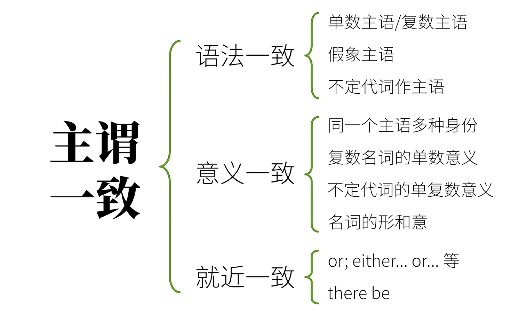 主谓
一致
语法一致
单数主语/复数主语
假象主语
不定代词作主语
意义一致
同一个主语多种身份
复数名词的单数意义
不定代词的单复数意义
名词的形和意
就近一致
or; either... or... 等
there be